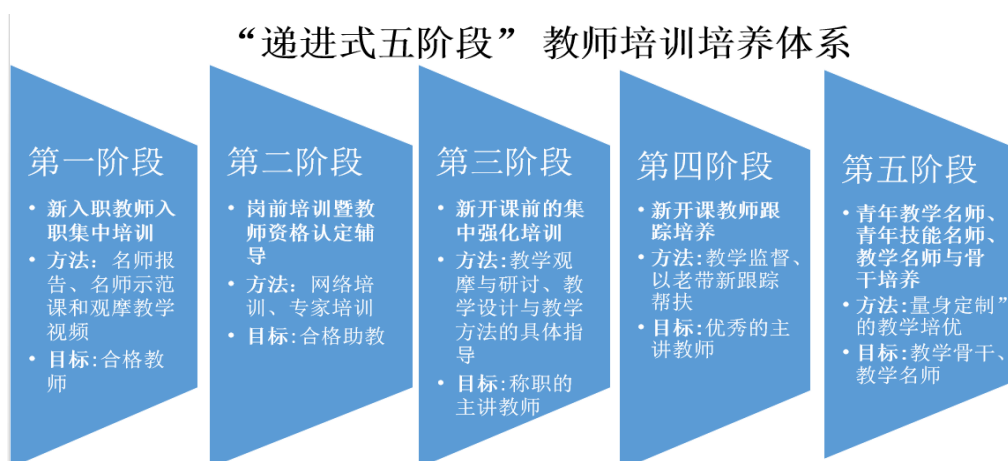 “递进式五阶段” 教师培训培养体系
第一阶段
• 新入职教师入
职集中培训
• 方法：名师报
告、名师示范
课和观摩教学
视频
• 目标:合格教
师
第二阶段
• 岗前培训暨教
师资格认定辅
导
• 方法：网络培
训、专家培训
• 目标:合格助教
第三阶段
• 新开课前的集
中强化培训
• 方法:教学观
摩与研讨、教
学设计与教学
方法的具体指
导
• 目标:称职的
主讲教师
第四阶段
• 新开课教师跟
踪培养
• 方法:教学监督、
以老带新跟踪
帮扶
• 目标:优秀的主
讲教师
第五阶段
• 青年教学名师、
青年技能名师、
教学名师与骨
干培养
• 方法:量身定制”
的教学培优
• 目标:教学骨干、
教学名师